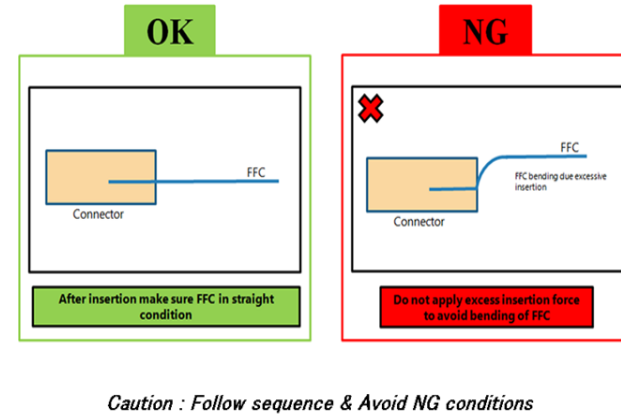 OK
FFC
Connector
After insertion make sure FFC in straight
condition
NG
FFC
FFC bending due excessive
insertion
Connector
Do not apply excess insertion force
to avoid bending of FFC
Caution : Follow sequence & Avoid NG conditions